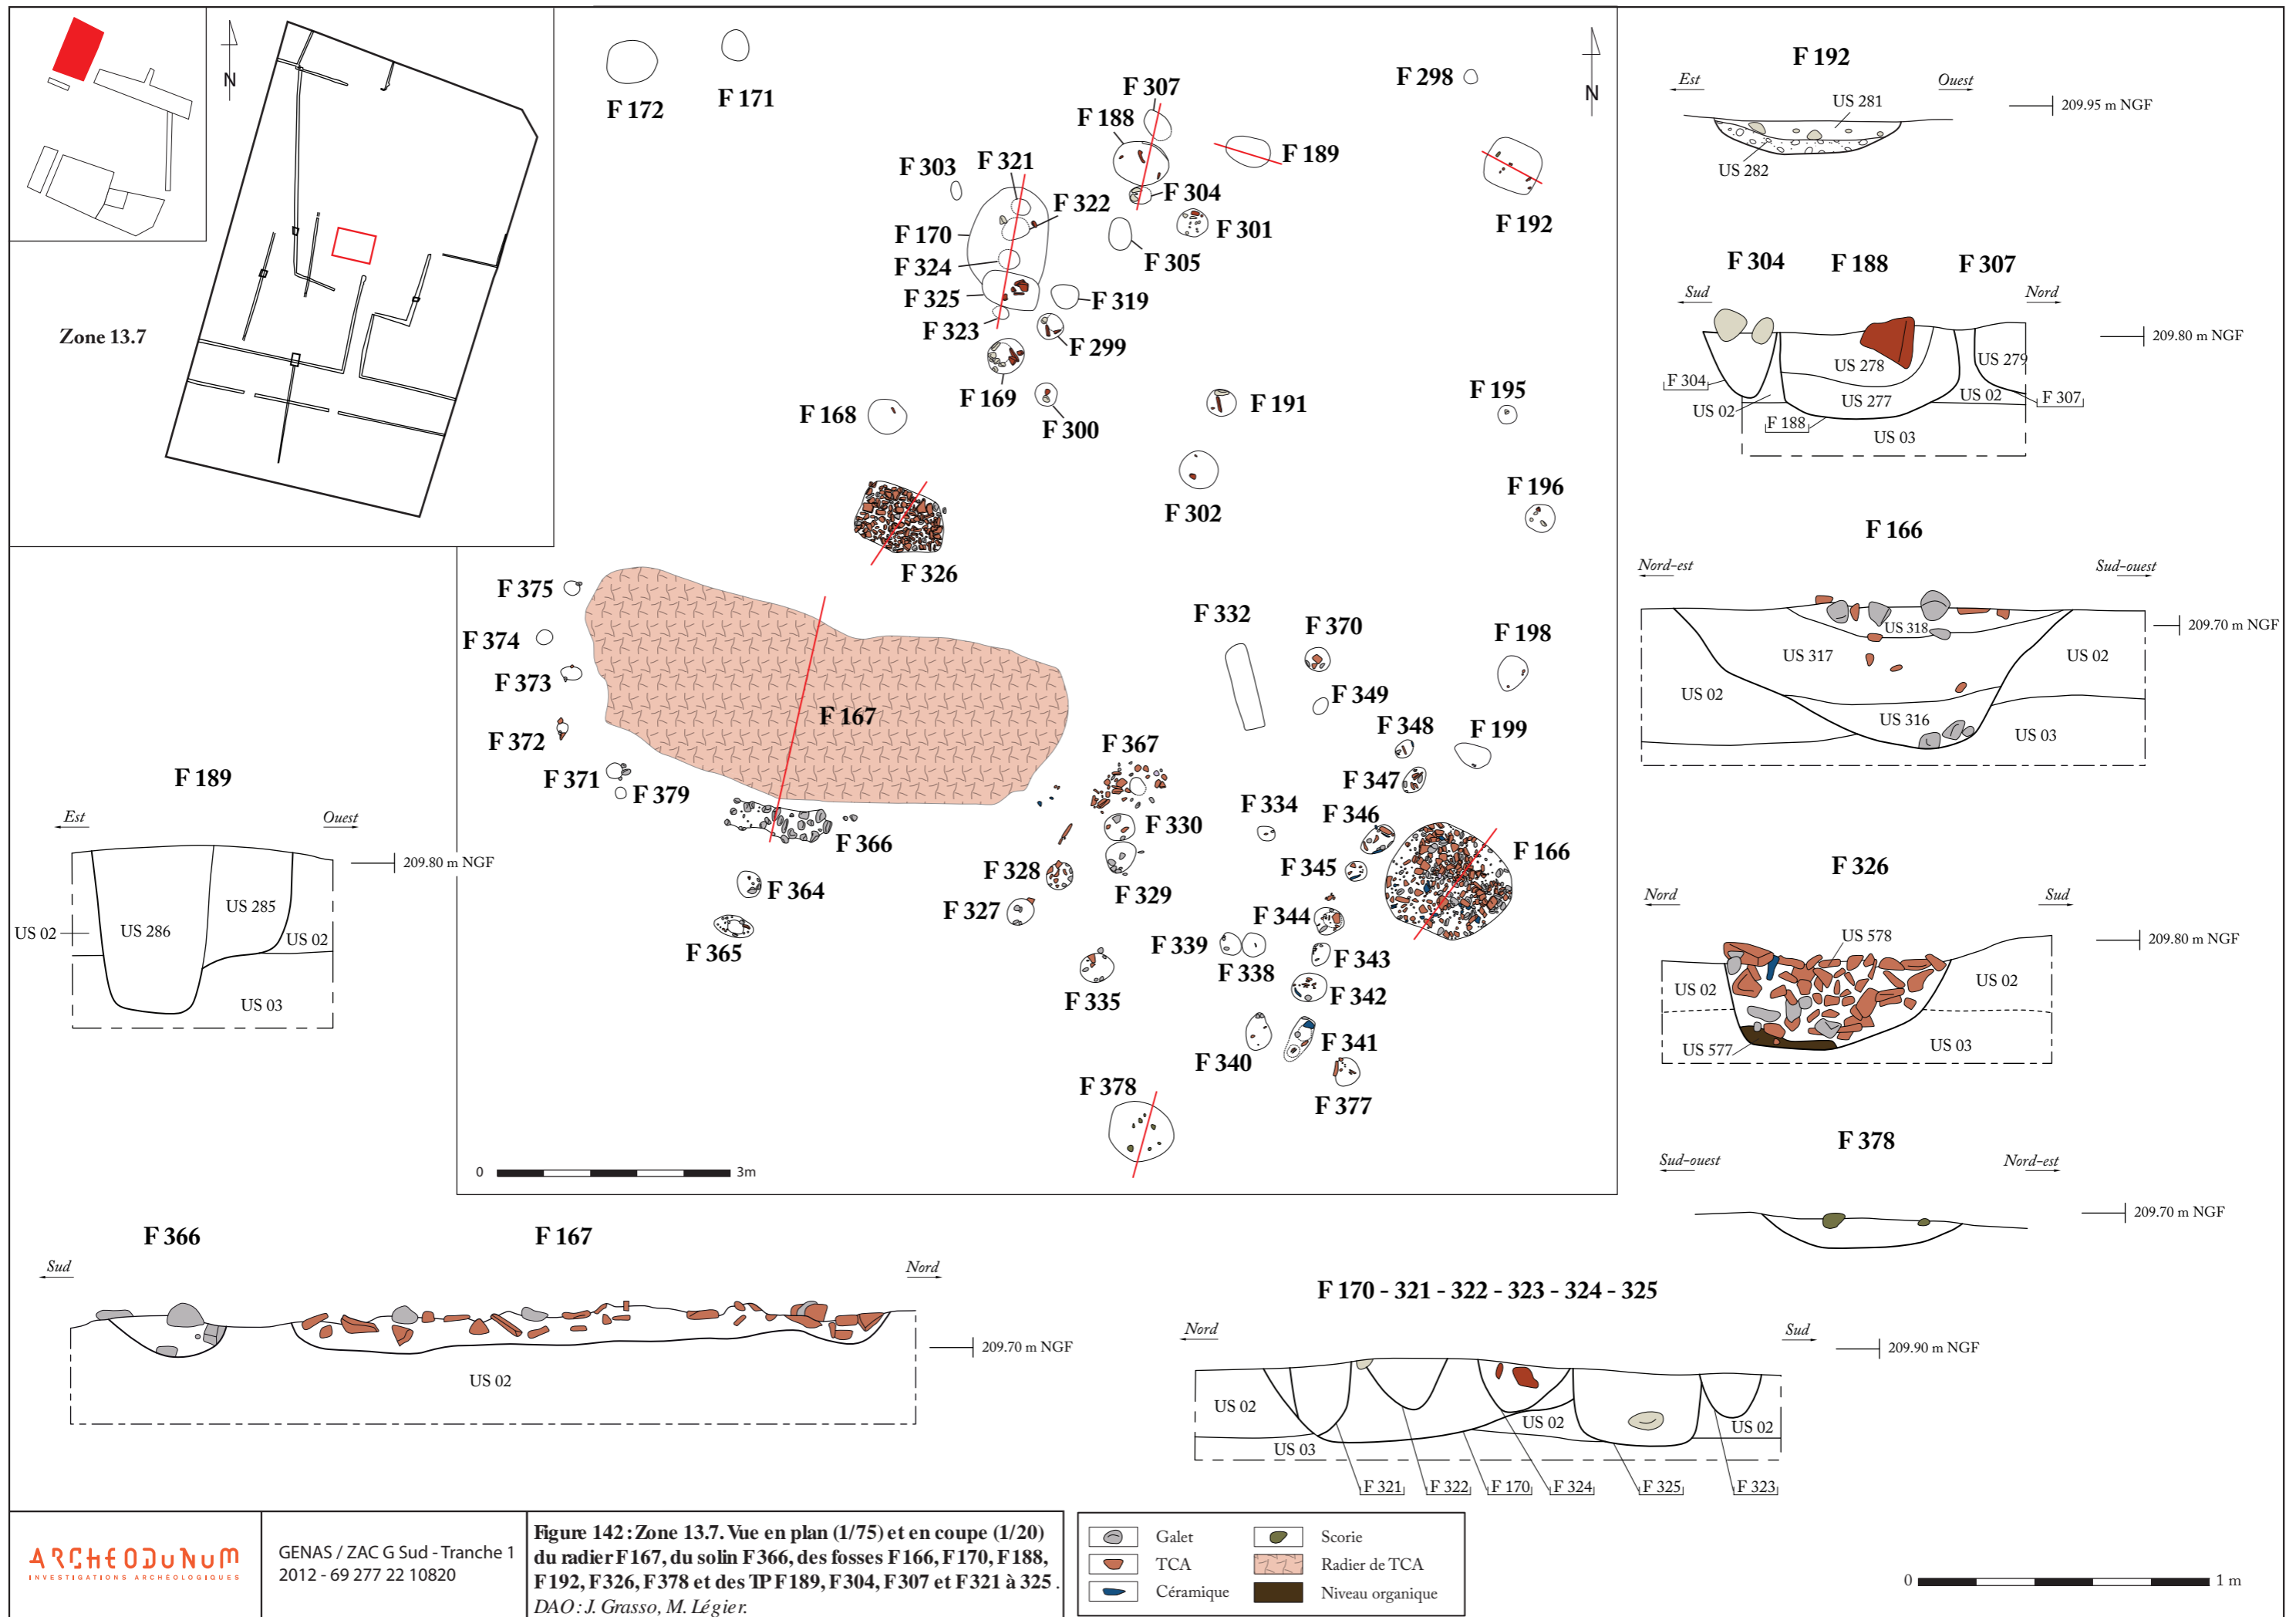 N
Zone 13.7
N
F 172
F 171
F 307
F 188
F 298
F 189
F 303
F 321
F 304
F 322
F 192
F 301
F 170
F 305
F 324
F 325
F 319
F 323
F 299
F 169
F 168
F 300
F 191
F 195
F 302
F 196
F 326
F 375
F 374
F 373
F 372
F 371
F 379
F 167
F 332
F 370
F 198
F 349
F 348
F 199
F 367
F 347
F 334
F 346
F 330
F 366
F 166
F 345
F 328
F 364
F 329
F 327
F 344
F 365
F 339
F 338
F 343
F 335
F 342
F 340
F 341
F 378
F 377
0
3m
F 192
Est
Ouest
US 281
209.95 m NGF
US 282
F 304
F 188
F 307
Sud
Nord
209.80 m NGF
US 278
US 279
F 304
US 277
US 02
US 02
F 307
F 188
US 03
F 166
Nord-est
Sud-ouest
209.70 m NGF
US 318
US 317
US 02
US 02
US 316
US 03
F 326
Nord
Sud
US 578
209.80 m NGF
US 02
US 02
US 577
US 03
F 378
Sud-ouest
Nord-est
209.70 m NGF
F 189
Est
Ouest
209.80 m NGF
US 285
US 02
US 286
US 02
US 03
F 366
F 167
Sud
Nord
209.70 m NGF
US 02
F 170 - 321 - 322 - 323 - 324 - 325
Nord
Sud
209.90 m NGF
US 02
US 02
US 02
US 03
F 321
F 322
F 170
F 324
F 325
F 323
ARCHEODUNUM
INVESTIGATIONS ARCHÉOLOGIQUES
GENAS / ZAC G Sud - Tranche 1
2012 - 69 277 22 10820
Figure 142 : Zone 13.7. Vue en plan (1/75) et en coupe (1/20)
du radier F167, du solin F366, des fosses F166, F170, F188,
F192, F326, F378 et des TP F189, F304, F307 et F321 à 325 .
DAO : J. Grasso, M. Légier.
Galet
Scorie
TCA
Radier de TCA
Céramique
Niveau organique
0
1 m